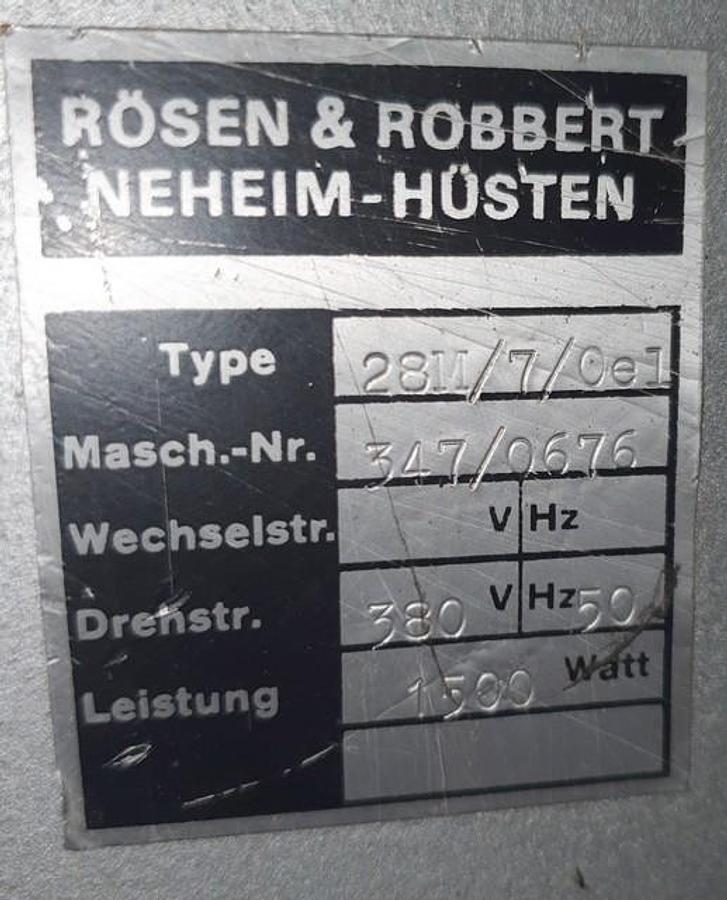 RÖSEN & ROBBERT
NEHEIM-HÜSTEN
Type 28M/7/Oel
Masch.-Nr. 347/0676
Wechselstr. V Hz
Drehstr. 380 V Hz 50
Leistung 1500 Watt